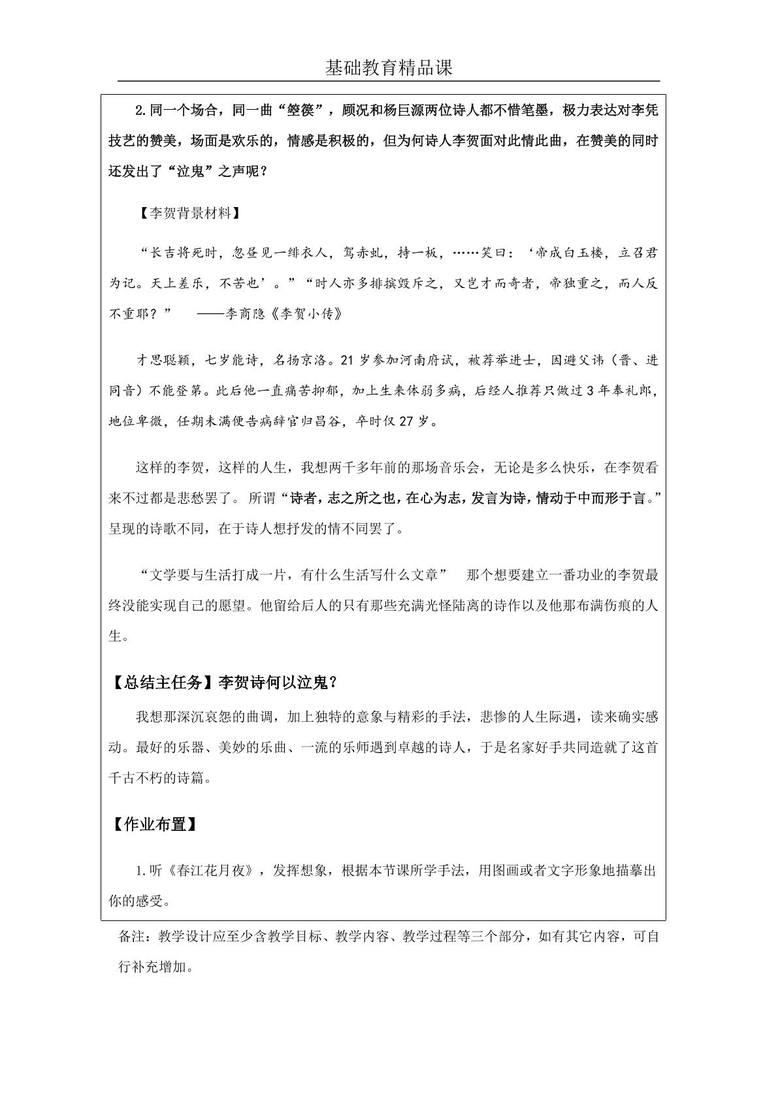 基础教育精品课
2.同一个场合，同一曲“箜篌”，顾况和杨巨源两位诗人都不惜笔墨，极力表达对李凭
技艺的赞美，场面是欢乐的，情感是积极的，但为何诗人李贺面对此情此曲，在赞美的同时
还发出了“泣鬼”之声呢？
【李贺背景材料】
“长吉将死时，忽昼见一绯衣人，驾赤虬，持一板，……笑曰：‘帝成白玉楼，立召君
为记。天上差乐，不苦也’。”“时人亦多排摈毁斥之，又岂才而奇者，帝独重之，而人反
不重耶？” ——李商隐《李贺小传》
才思聪颖，七岁能诗，名扬京洛。21 岁参加河南府试，被荐举进士，因避父讳（晋、进
同音）不能登第。此后他一直痛苦抑郁，加上生来体弱多病，后经人推荐只做过 3 年奉礼郎，
地位卑微，任期未满便告病辞官归昌谷，卒时仅 27 岁。
这样的李贺，这样的人生，我想两千多年前的那场音乐会，无论是多么快乐，在李贺看
来不过都是悲愁罢了。 所谓“诗者，志之所之也，在心为志，发言为诗，情动于中而形于言。”
呈现的诗歌不同，在于诗人想抒发的情不同罢了。
“文学要与生活打成一片，有什么生活写什么文章” 那个想要建立一番功业的李贺最
终没能实现自己的愿望。他留给后人的只有那些充满光怪陆离的诗作以及他那布满伤痕的人
生。
【总结主任务】李贺诗何以泣鬼？
我想那深沉哀怨的曲调，加上独特的意象与精彩的手法，悲惨的人生际遇，读来确实感
动。最好的乐器、美妙的乐曲、一流的乐师遇到卓越的诗人，于是名家好手共同造就了这首
千古不朽的诗篇。
【作业布置】
1.听《春江花月夜》，发挥想象，根据本节课所学手法，用图画或者文字形象地描摹出
你的感受。
备注：教学设计应至少含教学目标、教学内容、教学过程等三个部分，如有其它内容，可自
行补充增加。